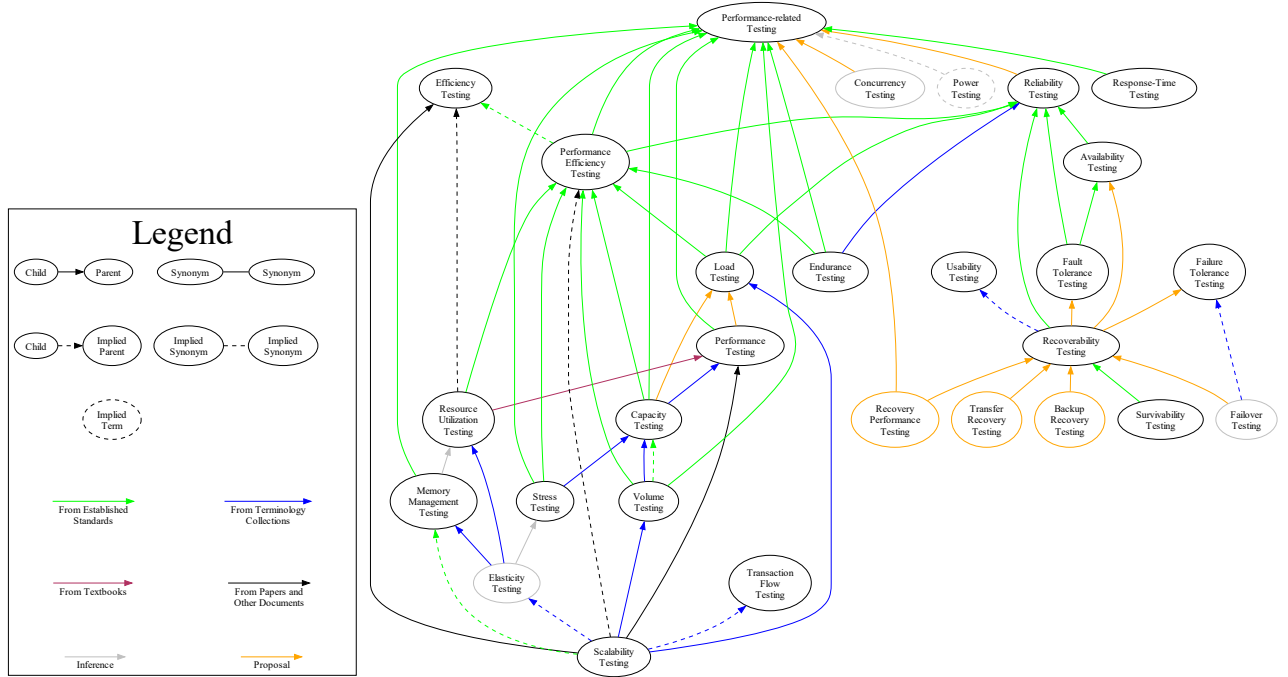 Performance-related
Testing
Efficiency
Testing
Concurrency
Testing
Power
Testing
Reliability
Testing
Response-Time
Testing
Performance
Efficiency
Testing
Availability
Testing
Legend
Child
Parent
Synonym
Synonym
Load
Testing
Endurance
Testing
Usability
Testing
Fault
Tolerance
Testing
Failure
Tolerance
Testing
Child
Implied
Parent
Implied
Synonym
Implied
Synonym
Performance
Testing
Recoverability
Testing
Implied
Term
Resource
Utilization
Testing
Capacity
Testing
Recovery
Performance
Testing
Transfer
Recovery
Testing
Backup
Recovery
Testing
Survivability
Testing
Failover
Testing
From Established
Standards
From Terminology
Collections
Memory
Management
Testing
Stress
Testing
Volume
Testing
From Textbooks
From Papers and
Other Documents
Elasticity
Testing
Transaction
Flow
Testing
Inference
Proposal
Scalability
Testing